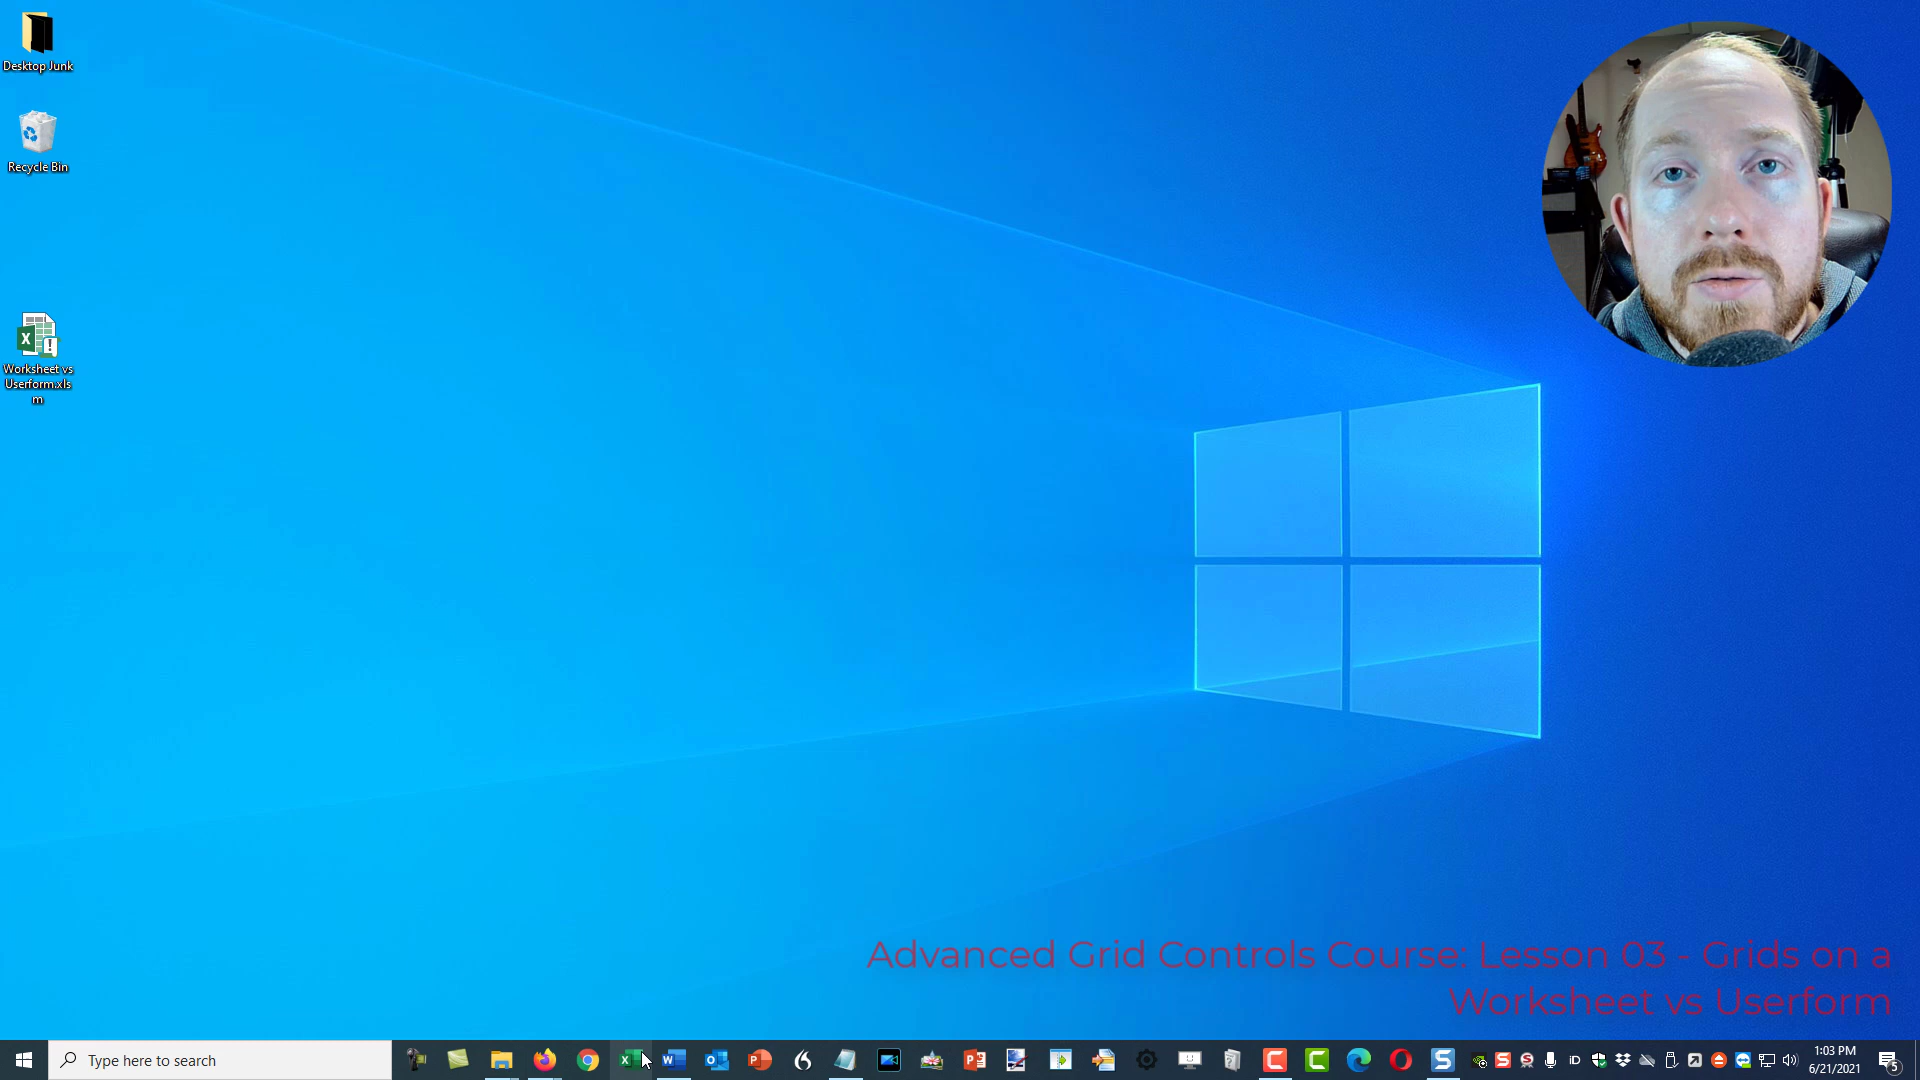 Desktop Junk
Recycle Bin
Worksheet vs
Userform.xls
m
Advanced Grid Controls Course: Lesson 03 - Grids on a
Worksheet vs Userform
Type here to search
1:03 PM
6/21/2021
5